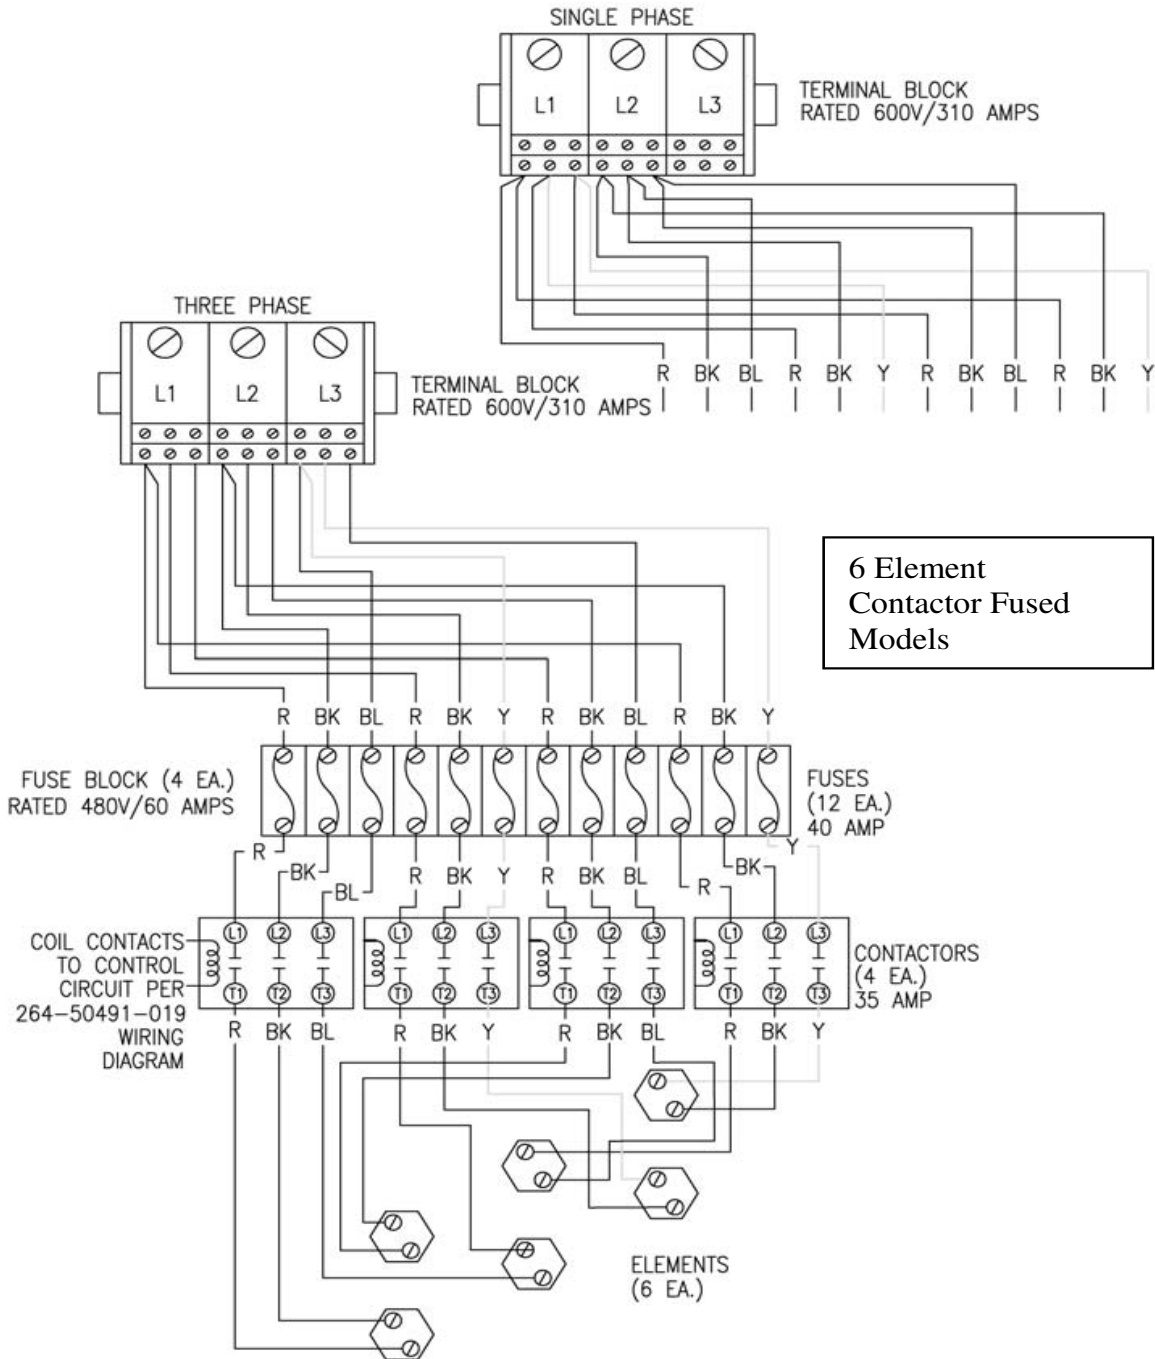 SINGLE PHASE
L1 L2 L3
TERMINAL BLOCK
RATED 600V/310 AMPS
R BK BL R BK Y R BK BL R BK Y
THREE PHASE
L1 L2 L3
TERMINAL BLOCK
RATED 600V/310 AMPS
6 Element
Contactor Fused
Models
R BK BL R BK Y R BK BL R BK Y
FUSE BLOCK (4 EA.)
RATED 480V/60 AMPS
FUSES
(12 EA.)
40 AMP
R BK BL R BK Y R BK BL R BK Y
L1 L2 L3 L1 L2 L3 L1 L2 L3 L1 L2 L3
T1 T2 T3 T1 T2 T3 T1 T2 T3 T1 T2 T3
COIL CONTACTS
TO CONTROL
CIRCUIT PER
264-50491-019
WIRING
DIAGRAM
CONTACTORS
(4 EA.)
35 AMP
R BK BL R BK Y R BK BL R BK Y
ELEMENTS
(6 EA.)